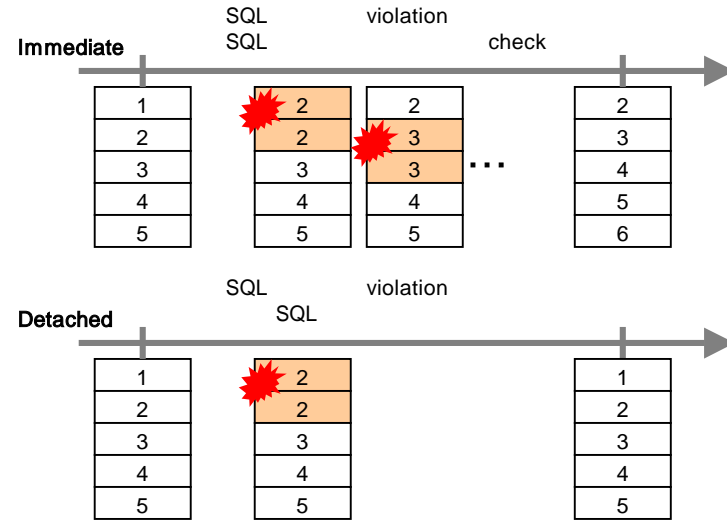 SQL violation
Immediate SQL check
1 2 2 2
2 2 3 3
3 3 3 ... 4
4 4 4 5
5 5 5 6
SQL violation
Detached SQL
1 2 1
2 2 2
3 3 3
4 4 4
5 5 5